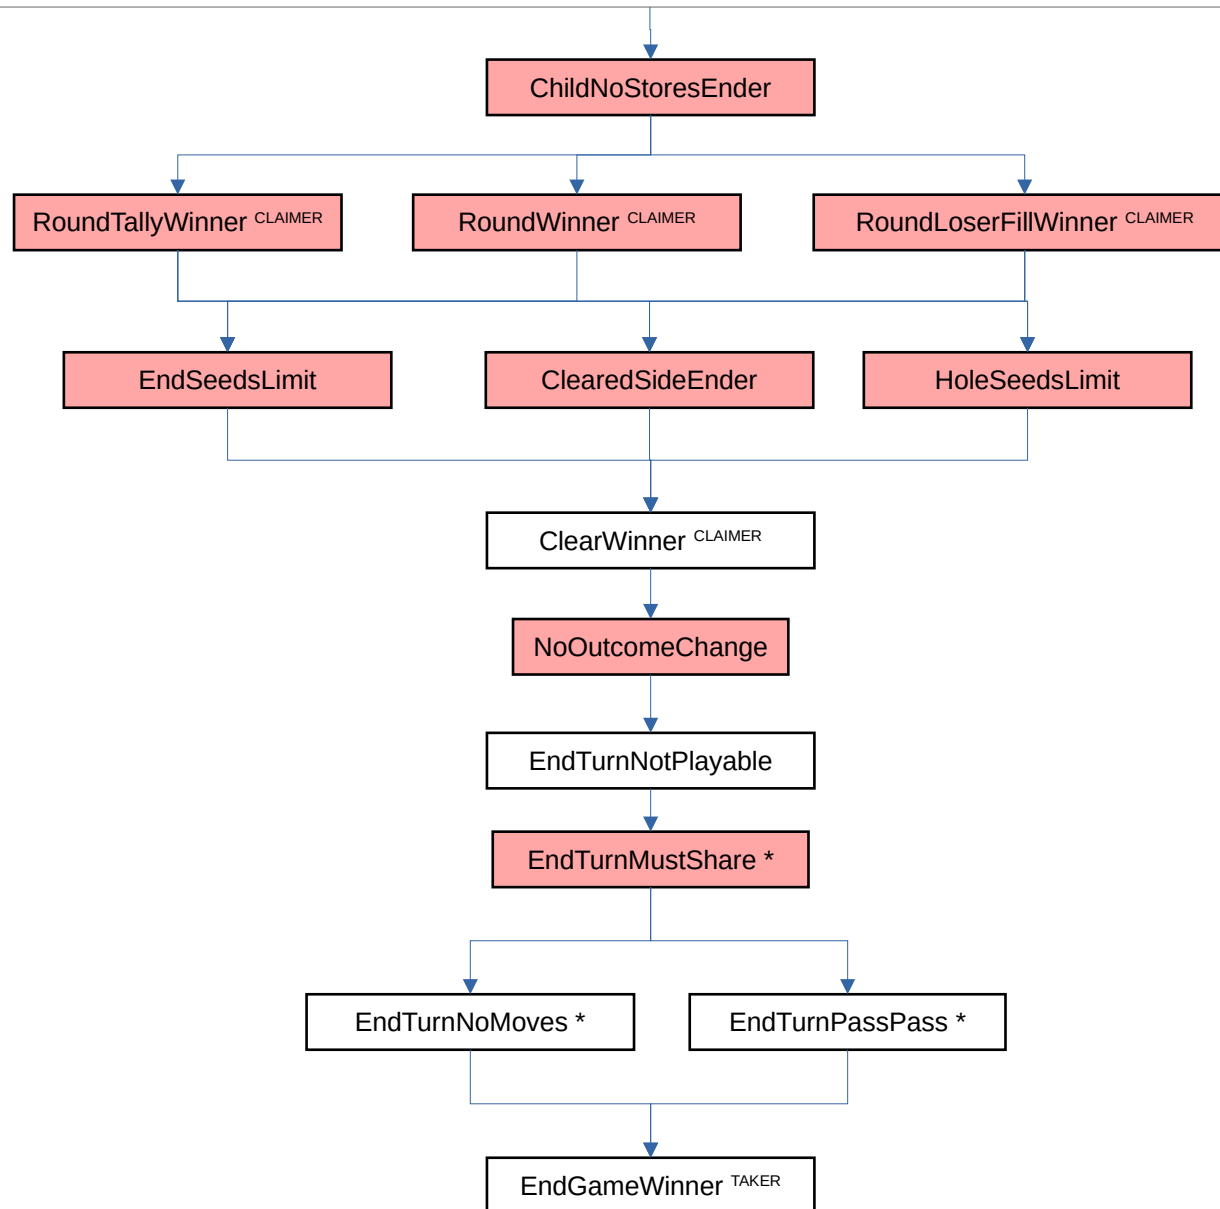 ChildNoStoresEnder
RoundTallyWinner CLAIMER
RoundWinner CLAIMER
RoundLoserFillWinner CLAIMER
EndSeedsLimit
ClearedSideEnder
HoleSeedsLimit
ClearWinner CLAIMER
NoOutcomeChange
EndTurnNotPlayable
EndTurnMustShare *
EndTurnNoMoves *
EndTurnPassPass *
EndGameWinner TAKER